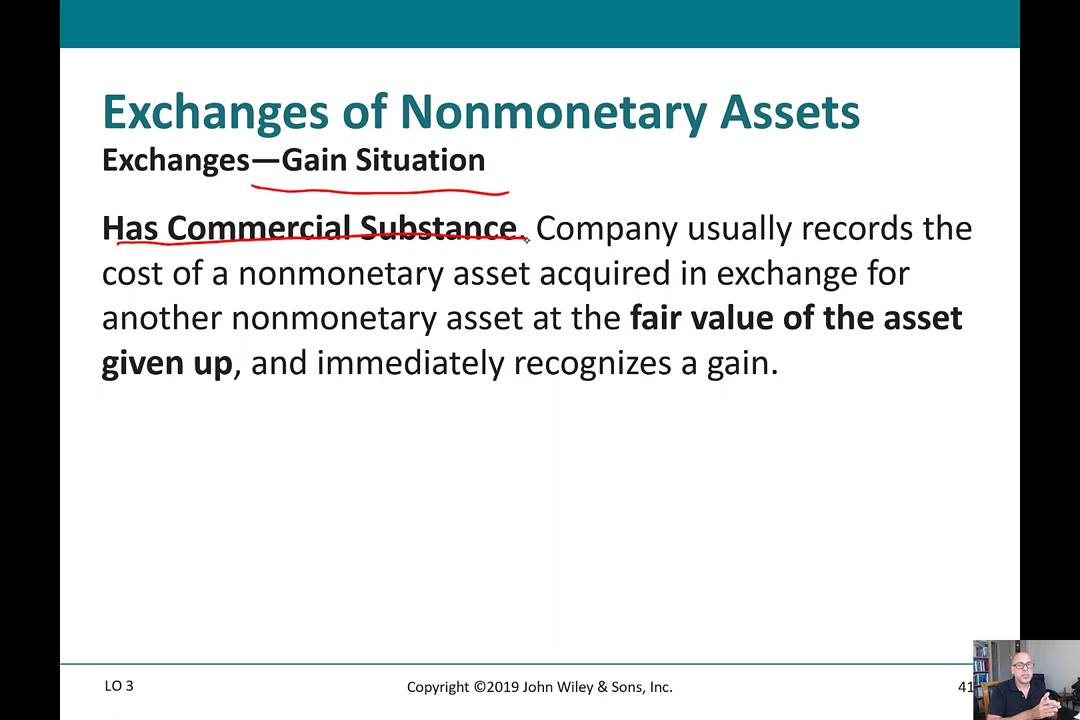 Exchanges of Nonmonetary Assets
Exchanges—Gain Situation
Has Commercial Substance. Company usually records the
cost of a nonmonetary asset acquired in exchange for
another nonmonetary asset at the fair value of the asset
given up, and immediately recognizes a gain.
LO 3
Copyright ©2019 John Wiley & Sons, Inc.
41